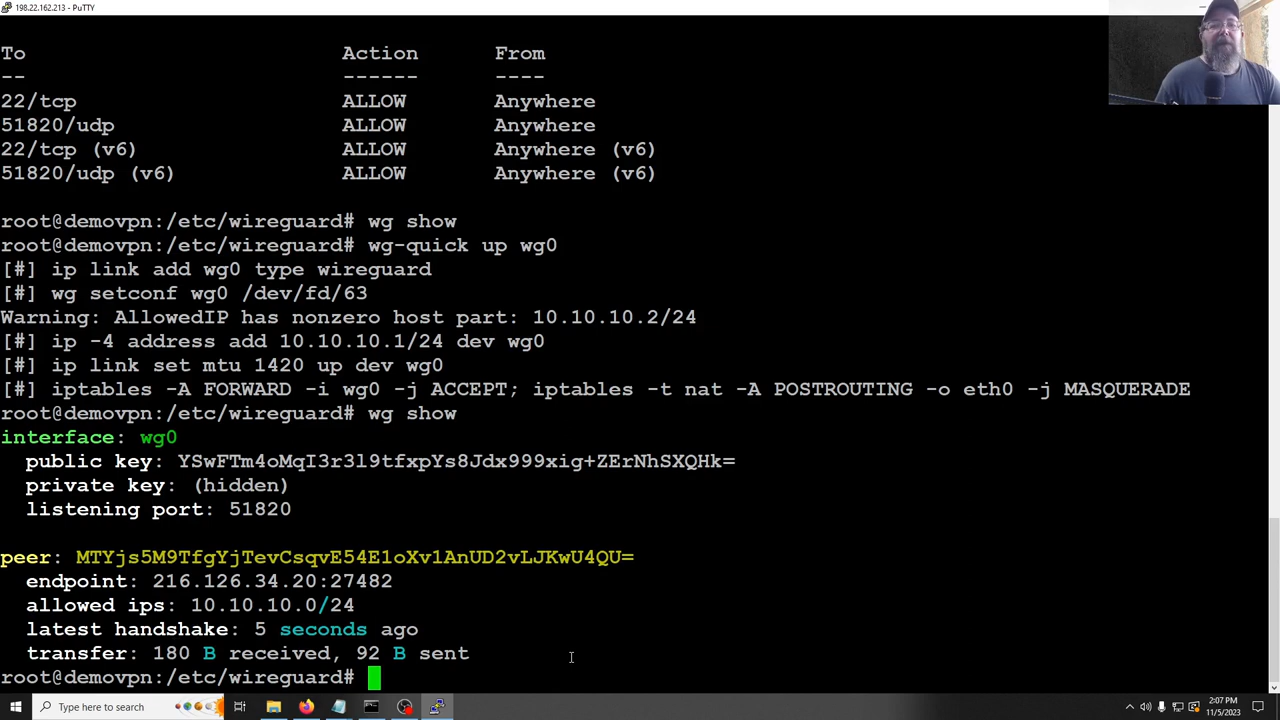 198.22.162.213 - PuTTY
To Action From
-- ------ ----
22/tcp ALLOW Anywhere
51820/udp ALLOW Anywhere
22/tcp (v6) ALLOW Anywhere (v6)
51820/udp (v6) ALLOW Anywhere (v6)
root@demovpn:/etc/wireguard# wg show
root@demovpn:/etc/wireguard# wg-quick up wg0
[#] ip link add wg0 type wireguard
[#] wg setconf wg0 /dev/fd/63
Warning: AllowedIP has nonzero host part: 10.10.10.2/24
[#] ip -4 address add 10.10.10.1/24 dev wg0
[#] ip link set mtu 1420 up dev wg0
[#] iptables -A FORWARD -i wg0 -j ACCEPT; iptables -t nat -A POSTROUTING -o eth0 -j MASQUERADE
root@demovpn:/etc/wireguard# wg show
interface: wg0
public key: YSwFTm4oMqI3r3l9tfxpYs8Jdx999xig+ZErNhSXQHk=
private key: (hidden)
listening port: 51820
peer: MTYjs5M9TfgYjTevCsqvE54E1oXv1AnUD2vLJKwU4QU=
endpoint: 216.126.34.20:27482
allowed ips: 10.10.10.0/24
latest handshake: 5 seconds ago
transfer: 180 B received, 92 B sent
root@demovpn:/etc/wireguard#
Type here to search
2:07 PM
11/5/2023